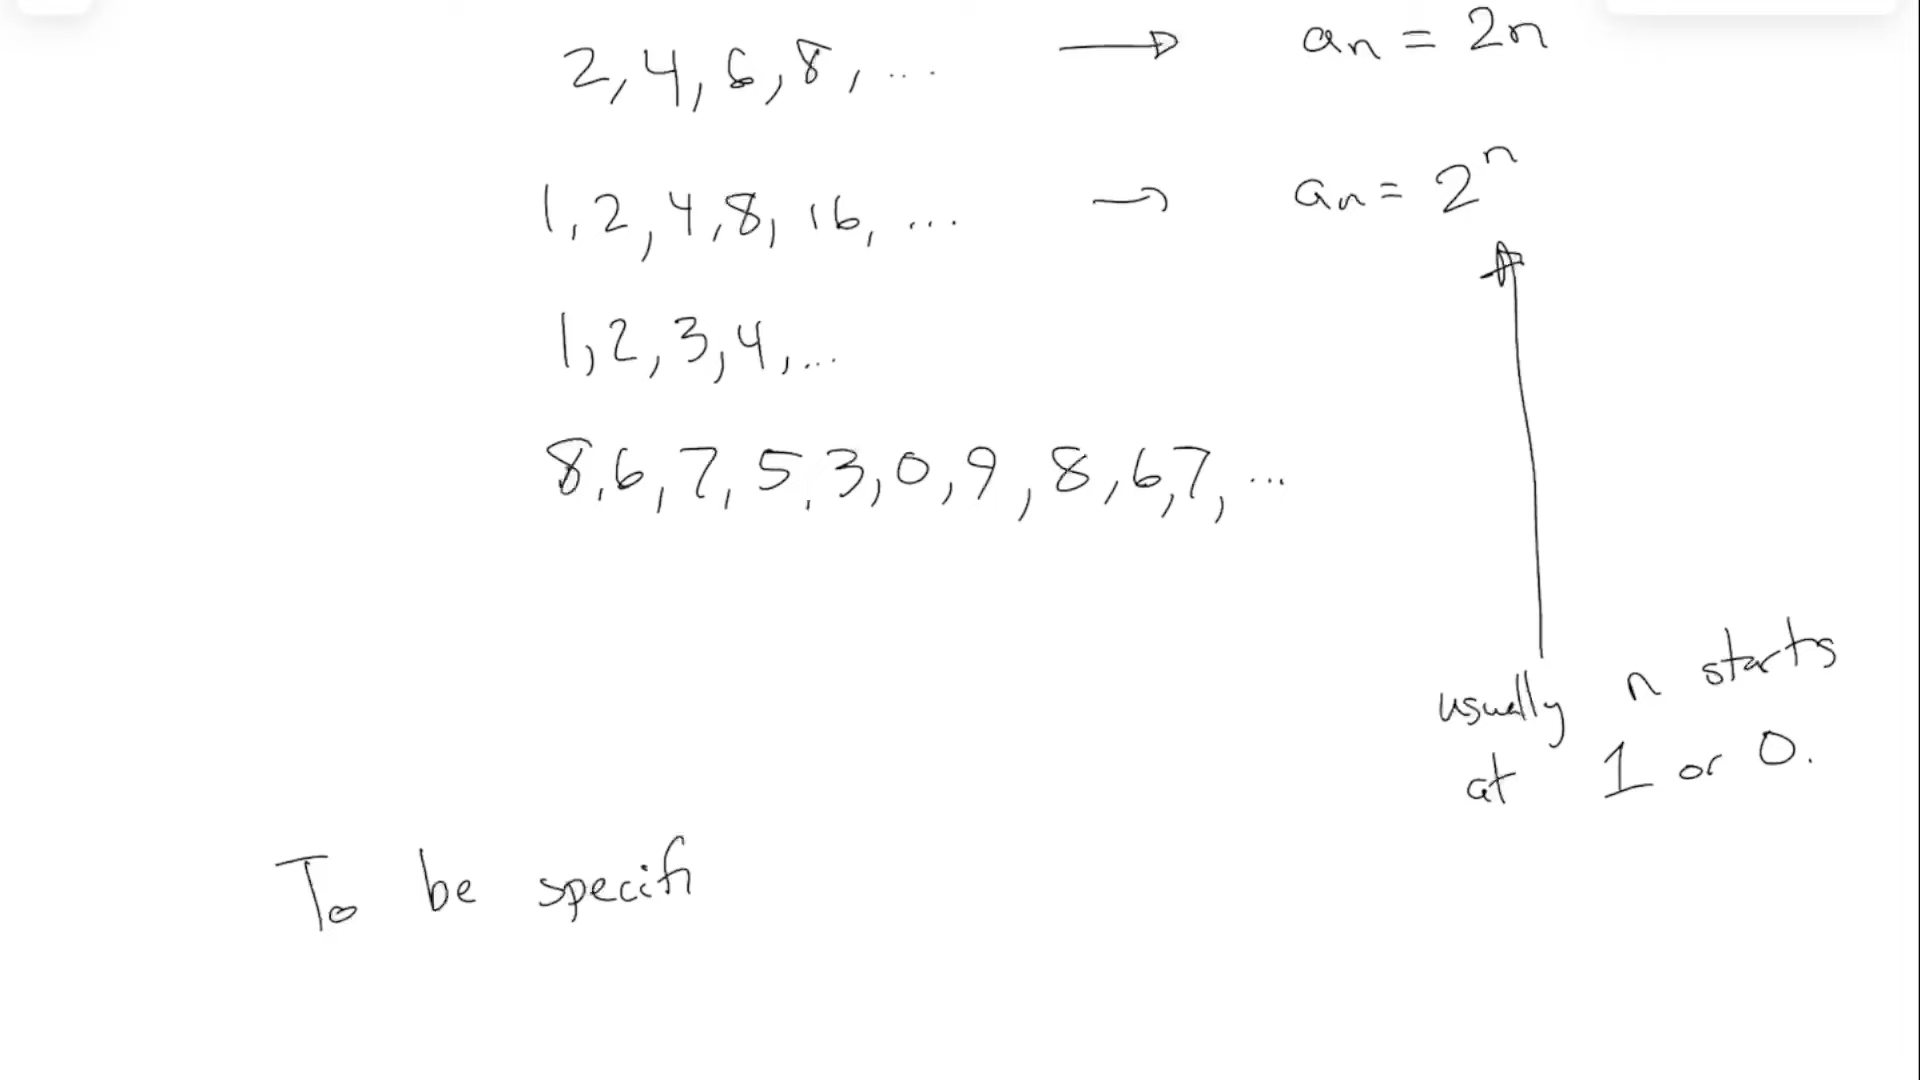 2, 4, 6, 8, ... → aₙ = 2n
1, 2, 4, 8, 16, ... → aₙ = 2ⁿ
1, 2, 3, 4, ...
8, 6, 7, 5, 3, 0, 9, 8, 6, 7, ...
usually n starts
at 1 or 0.
To be specifi